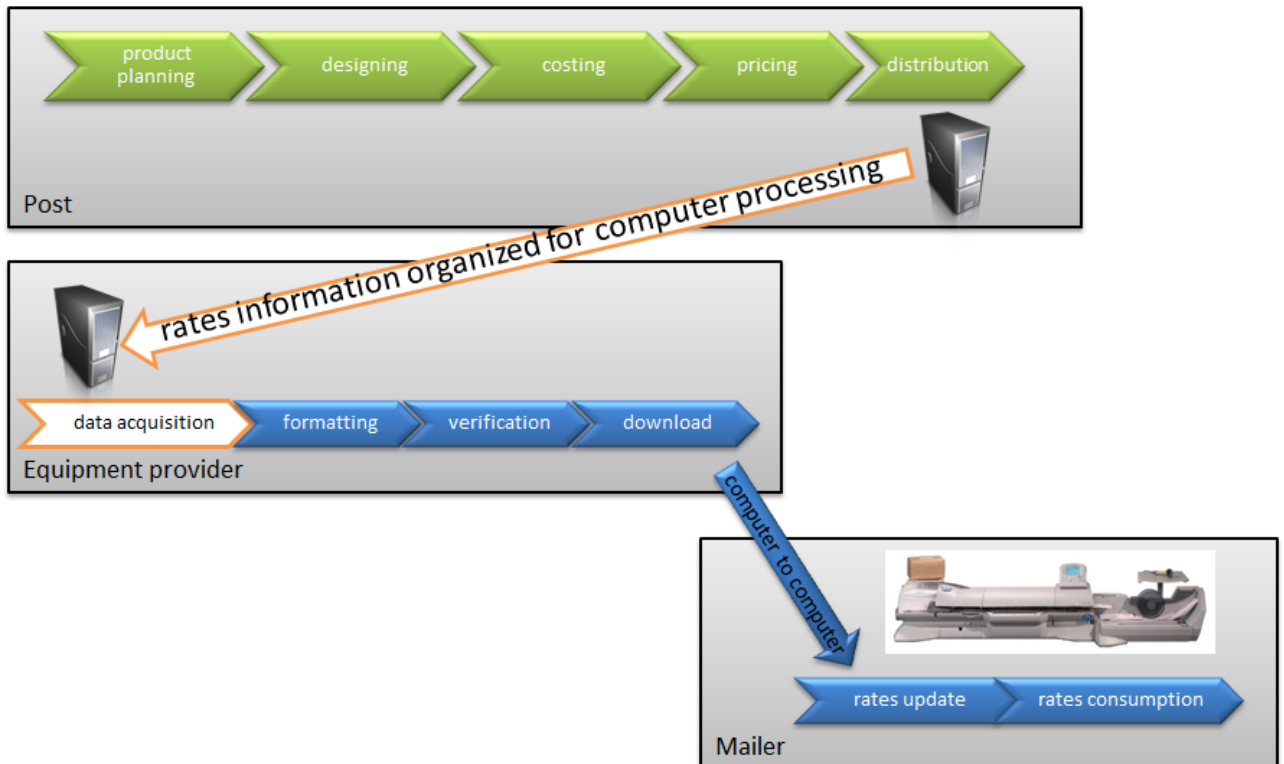 product
planning
designing
costing
pricing
distribution
Post
rates information organized for computer processing
data acquisition
formatting
verification
download
Equipment provider
computer to computer
rates update
rates consumption
Mailer